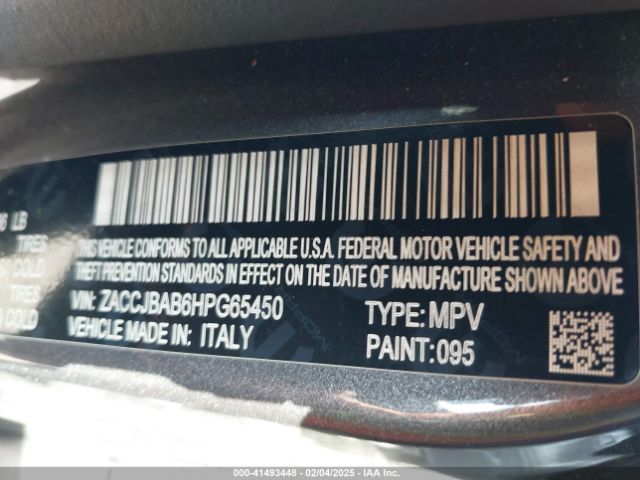 LB
TIRES
COLD
TIRES
COLD
THIS VEHICLE CONFORMS TO ALL APPLICABLE U.S.A. FEDERAL MOTOR VEHICLE SAFETY AND
THEFT PREVENTION STANDARDS IN EFFECT ON THE DATE OF MANUFACTURE SHOWN ABOVE
VIN: ZACCJBAB6HPG65450 TYPE: MPV
VEHICLE MADE IN: ITALY PAINT: 095
000-41493448 - 02/04/2025 - IAA Inc.